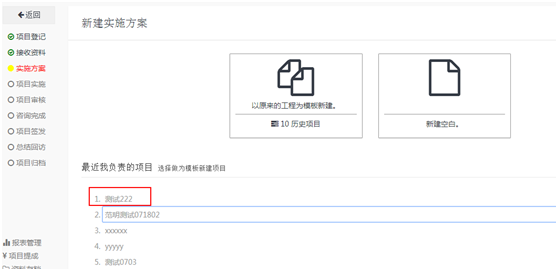 返回
项目登记
接收资料
实施方案
项目实施
项目审核
咨询完成
项目签发
总结回访
项目归档
报表管理
¥ 项目提成
资料存放
新建实施方案
以原来的工程为模板新建。
10 历史项目
新建空白。
最近我负责的项目 选择做为模板新建项目
1. 测试222
2. 范明测试071802
3. xxxxxx
4. yyyyy
5. 测试0703